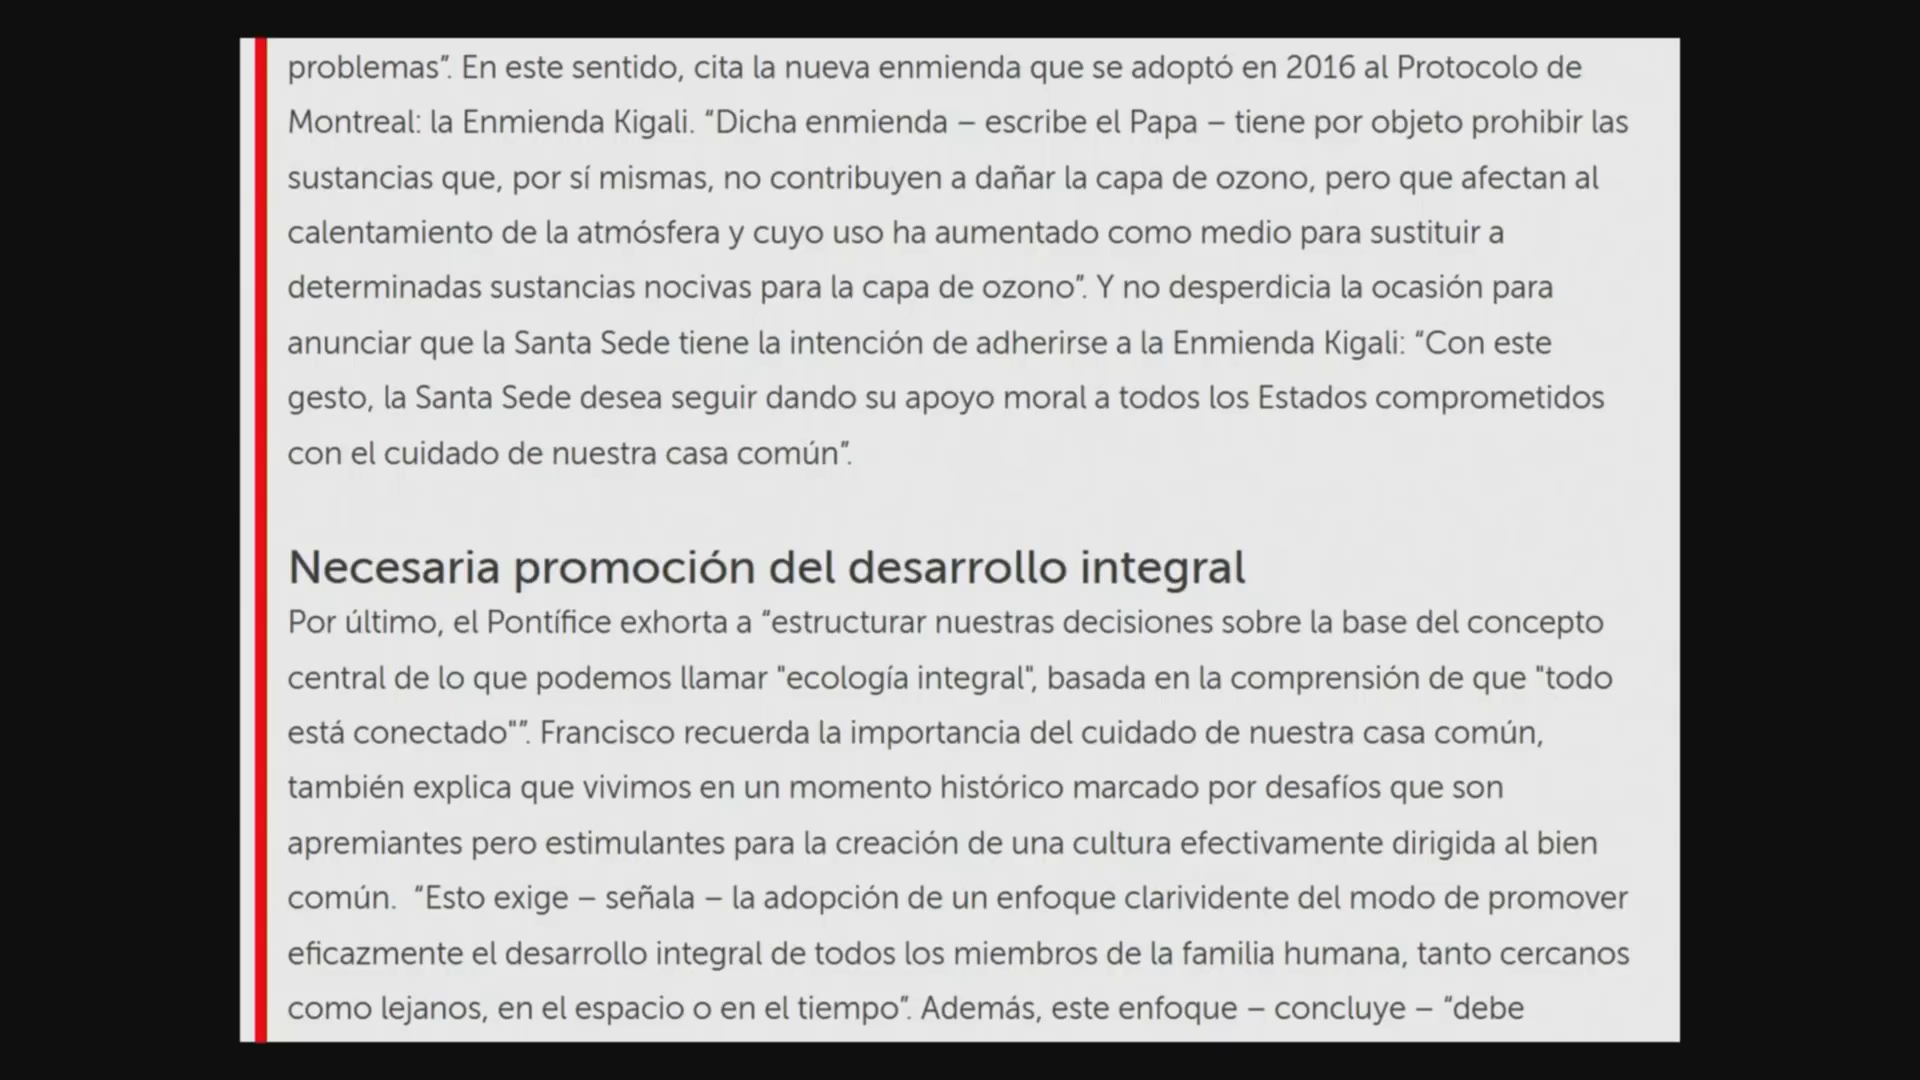 problemas”. En este sentido, cita la nueva enmienda que se adoptó en 2016 al Protocolo de
Montreal: la Enmienda Kigali. “Dicha enmienda – escribe el Papa – tiene por objeto prohibir las
sustancias que, por sí mismas, no contribuyen a dañar la capa de ozono, pero que afectan al
calentamiento de la atmósfera y cuyo uso ha aumentado como medio para sustituir a
determinadas sustancias nocivas para la capa de ozono”. Y no desperdicia la ocasión para
anunciar que la Santa Sede tiene la intención de adherirse a la Enmienda Kigali: “Con este
gesto, la Santa Sede desea seguir dando su apoyo moral a todos los Estados comprometidos
con el cuidado de nuestra casa común”.
Necesaria promoción del desarrollo integral
Por último, el Pontífice exhorta a “estructurar nuestras decisiones sobre la base del concepto
central de lo que podemos llamar "ecología integral", basada en la comprensión de que "todo
está conectado"”. Francisco recuerda la importancia del cuidado de nuestra casa común,
también explica que vivimos en un momento histórico marcado por desafíos que son
apremiantes pero estimulantes para la creación de una cultura efectivamente dirigida al bien
común.  “Esto exige – señala – la adopción de un enfoque clarividente del modo de promover
eficazmente el desarrollo integral de todos los miembros de la familia humana, tanto cercanos
como lejanos, en el espacio o en el tiempo”. Además, este enfoque – concluye – “debe